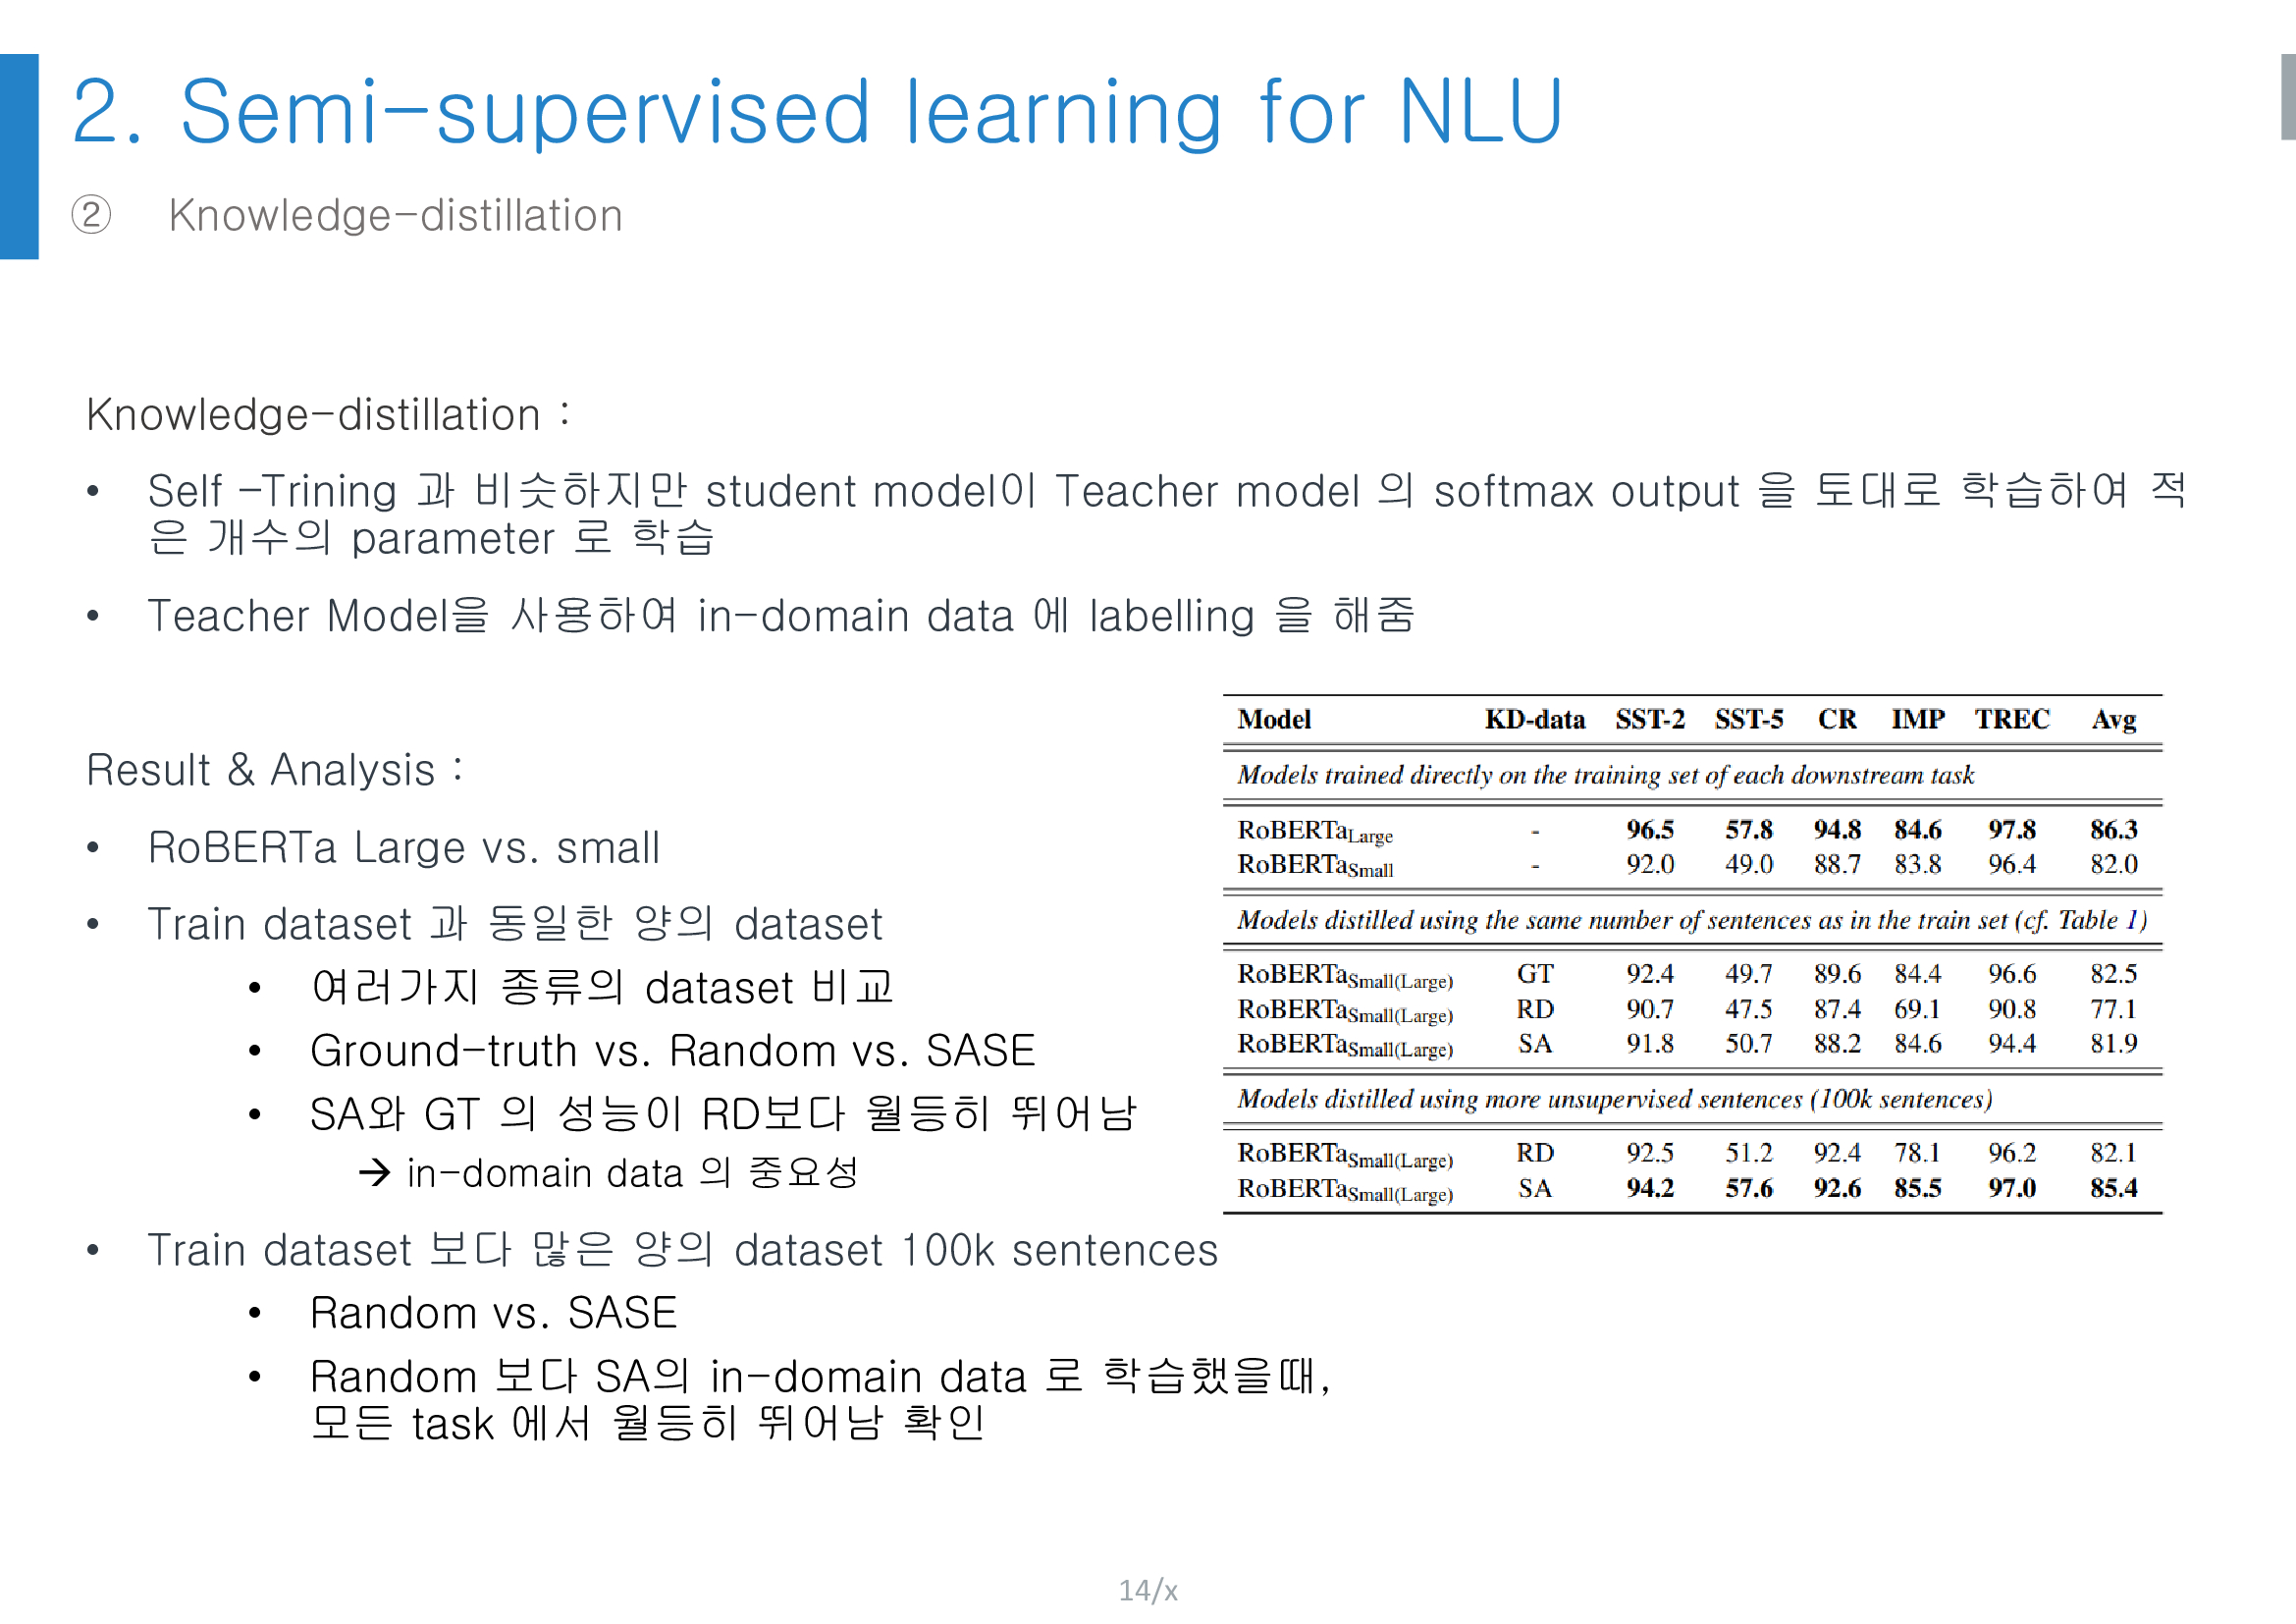 2. Semi-supervised learning for NLU
② Knowledge-distillation
Knowledge-distillation :
• Self -Trining 과 비슷하지만 student model이 Teacher model 의 softmax output 을 토대로 학습하여 적
은 개수의 parameter 로 학습
• Teacher Model을 사용하여 in-domain data 에 labelling 을 해줌
Result & Analysis :
• RoBERTa Large vs. small
• Train dataset 과 동일한 양의 dataset
• 여러가지 종류의 dataset 비교
• Ground-truth vs. Random vs. SASE
• SA와 GT 의 성능이 RD보다 월등히 뛰어남
→ in-domain data 의 중요성
• Train dataset 보다 많은 양의 dataset 100k sentences
• Random vs. SASE
• Random 보다 SA의 in-domain data 로 학습했을때,
모든 task 에서 월등히 뛰어남 확인
Model KD-data SST-2 SST-5 CR IMP TREC Avg
Models trained directly on the training set of each downstream task
RoBERTaLarge - 96.5 57.8 94.8 84.6 97.8 86.3
RoBERTaSmall - 92.0 49.0 88.7 83.8 96.4 82.0
Models distilled using the same number of sentences as in the train set (cf. Table 1)
RoBERTaSmall(Large) GT 92.4 49.7 89.6 84.4 96.6 82.5
RoBERTaSmall(Large) RD 90.7 47.5 87.4 69.1 90.8 77.1
RoBERTaSmall(Large) SA 91.8 50.7 88.2 84.6 94.4 81.9
Models distilled using more unsupervised sentences (100k sentences)
RoBERTaSmall(Large) RD 92.5 51.2 92.4 78.1 96.2 82.1
RoBERTaSmall(Large) SA 94.2 57.6 92.6 85.5 97.0 85.4
14/x